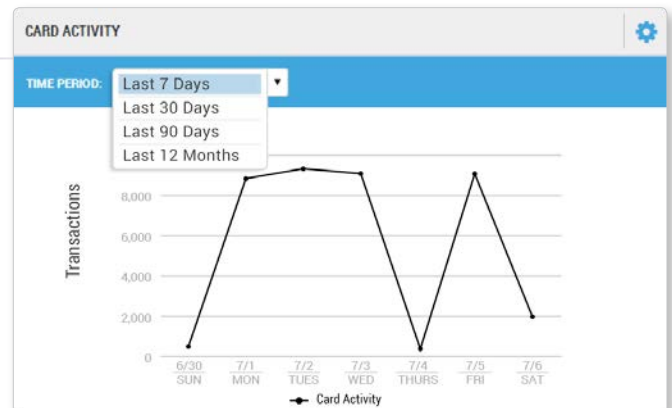 CARD ACTIVITY
TIME PERIOD:
Last 7 Days
Last 30 Days
Last 90 Days
Last 12 Months
Transactions
8,000
6,000
4,000
2,000
0
6/30 7/1 7/2 7/3 7/4 7/5 7/6
SUN MON TUES WED THURS FRI SAT
Card Activity